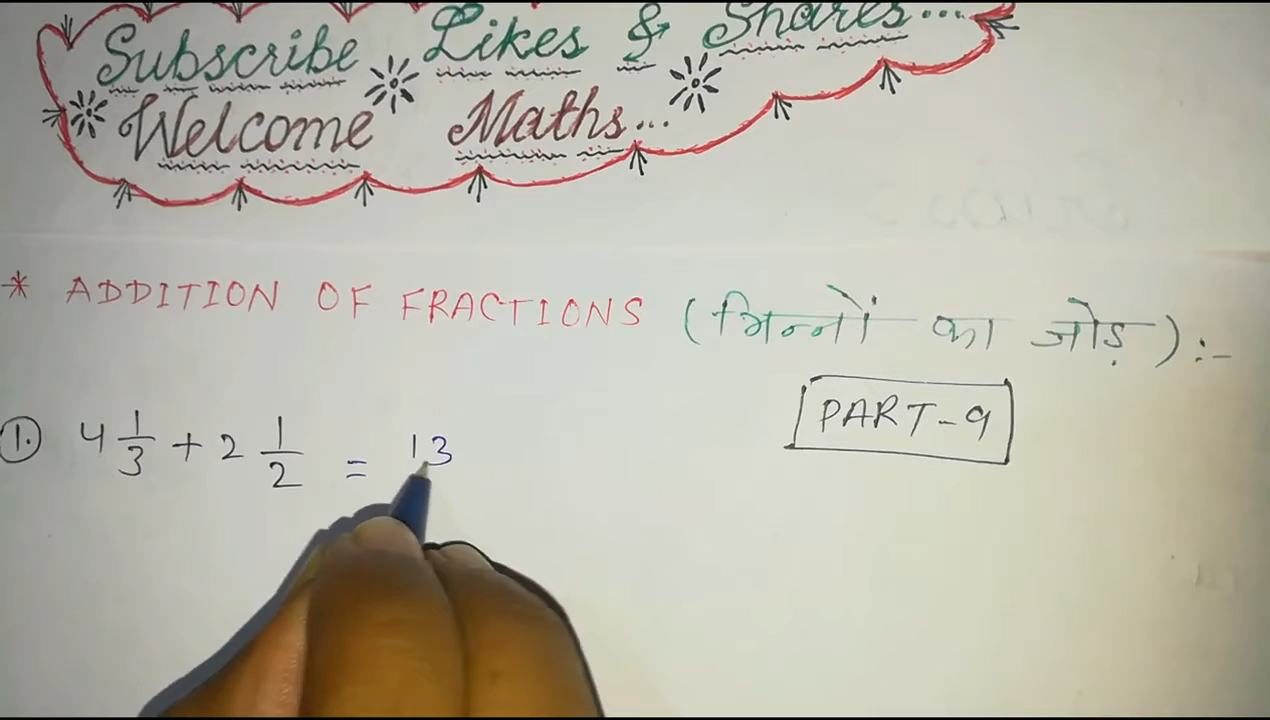 Subscribe Likes & Shares...
Welcome Maths...
* ADDITION OF FRACTIONS (भिन्नों का जोड़) :-
PART-9
1. 4 1/3 + 2 1/2 = 13